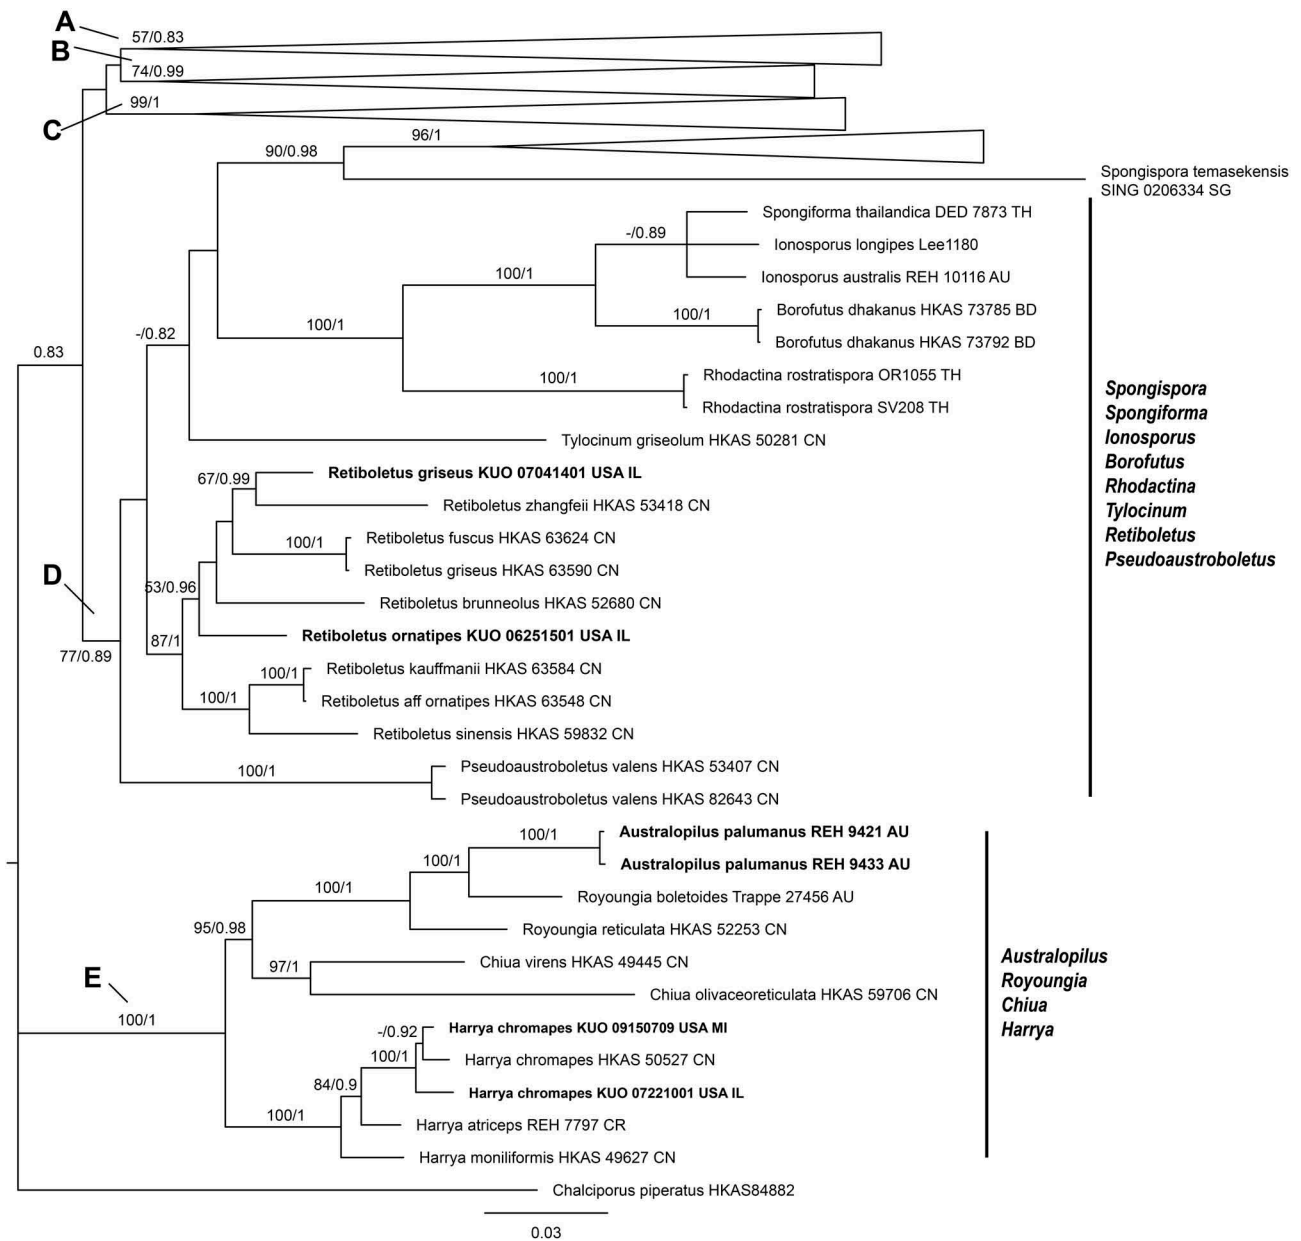 A
57/0.83
B
74/0.99
99/1
C
96/1
90/0.98
Spongispora temasekensis
SING 0206334 SG
Spongiforma thailandica DED 7873 TH
-/0.89
Ionosporus longipes Lee1180
100/1
Ionosporus australis REH 10116 AU
Borofutus dhakanus HKAS 73785 BD
100/1
100/1
-/0.82
Borofutus dhakanus HKAS 73792 BD
0.83
Rhodactina rostratispora OR1055 TH
100/1
Rhodactina rostratispora SV208 TH
Tylocinum griseolum HKAS 50281 CN
Spongispora
Spongiforma
Ionosporus
Borofutus
Rhodactina
Tylocinum
Retiboletus
Pseudoaustroboletus
67/0.99
Retiboletus griseus KUO 07041401 USA IL
Retiboletus zhangfeii HKAS 53418 CN
Retiboletus fuscus HKAS 63624 CN
100/1
Retiboletus griseus HKAS 63590 CN
D
53/0.96
Retiboletus brunneolus HKAS 52680 CN
Retiboletus ornatipes KUO 06251501 USA IL
87/1
77/0.89
100/1
Retiboletus kauffmanii HKAS 63584 CN
100/1
Retiboletus aff ornatipes HKAS 63548 CN
Retiboletus sinensis HKAS 59832 CN
100/1
Pseudoaustroboletus valens HKAS 53407 CN
Pseudoaustroboletus valens HKAS 82643 CN
100/1
Australopilus palumanus REH 9421 AU
100/1
Australopilus palumanus REH 9433 AU
100/1
Royoungia boletoides Trappe 27456 AU
95/0.98
Royoungia reticulata HKAS 52253 CN
97/1
Chiua virens HKAS 49445 CN
Chiua olivaceoreticulata HKAS 59706 CN
Australopilus
Royoungia
Chiua
Harrya
E
100/1
-/0.92
Harrya chromapes KUO 09150709 USA MI
100/1
Harrya chromapes HKAS 50527 CN
84/0.9
Harrya chromapes KUO 07221001 USA IL
100/1
Harrya atriceps REH 7797 CR
Harrya moniliformis HKAS 49627 CN
Chalciporus piperatus HKAS84882
0.03